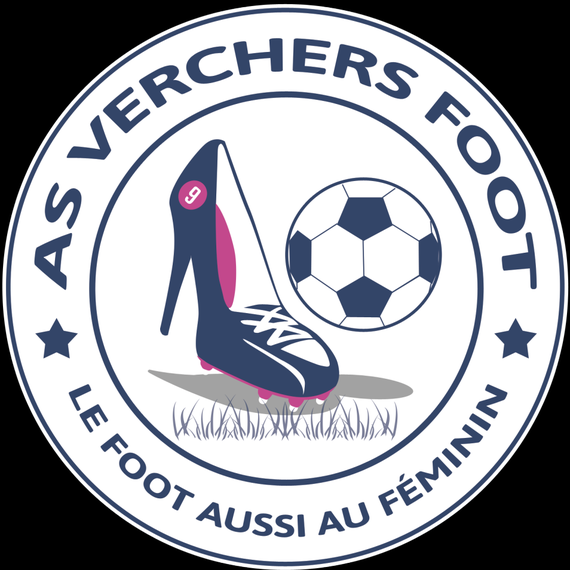 AS VERCHERS FOOT
9
LE FOOT AUSSI AU FÉMININ